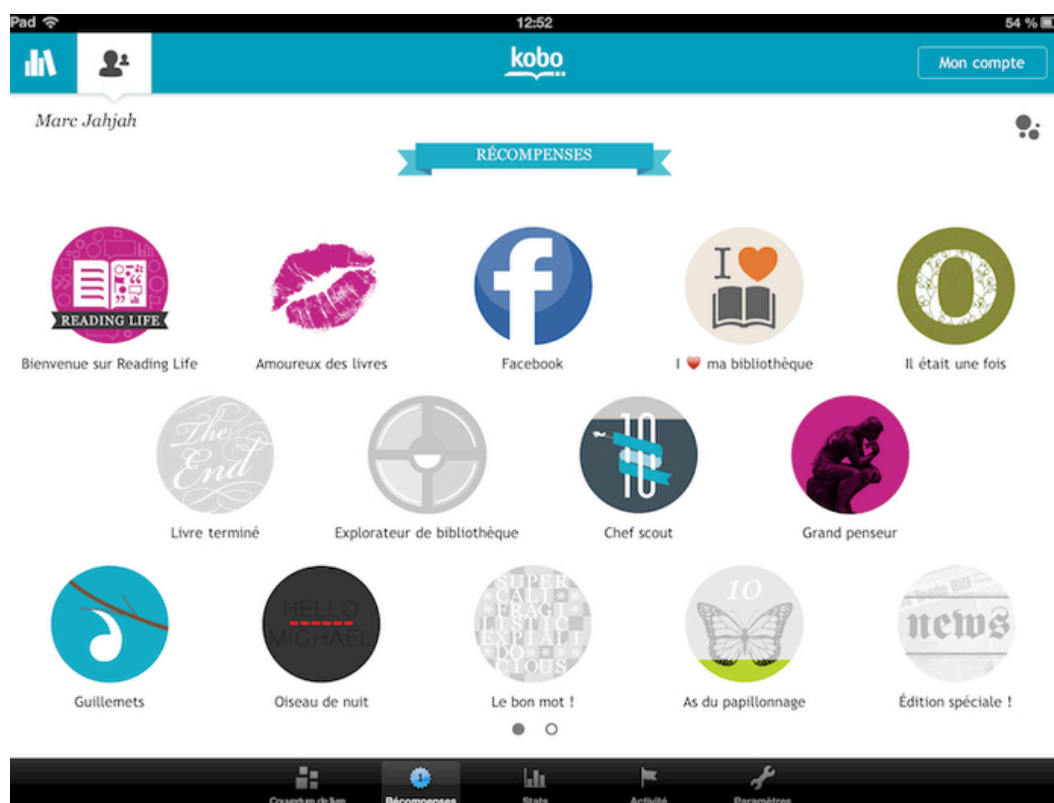 Pad 12:52 54 %
kobo
Mon compte
Marc Jahjah
RÉCOMPENSES
READING LIFE
f
I
O
Bienvenue sur Reading Life Amoureux des livres Facebook I ❤ ma bibliothèque Il était une fois
The
End
10
Livre terminé Explorateur de bibliothèque Chef scout Grand penseur
HELLO
MICHAEL
SUPER
CALI
FRAGI
LISTIC
EXPIALI
DO
CIOUS
10
news
Guillemets Oiseau de nuit Le bon mot ! As du papillonnage Édition spéciale !
Couverture de livre Récompenses Stats Activité Paramètres